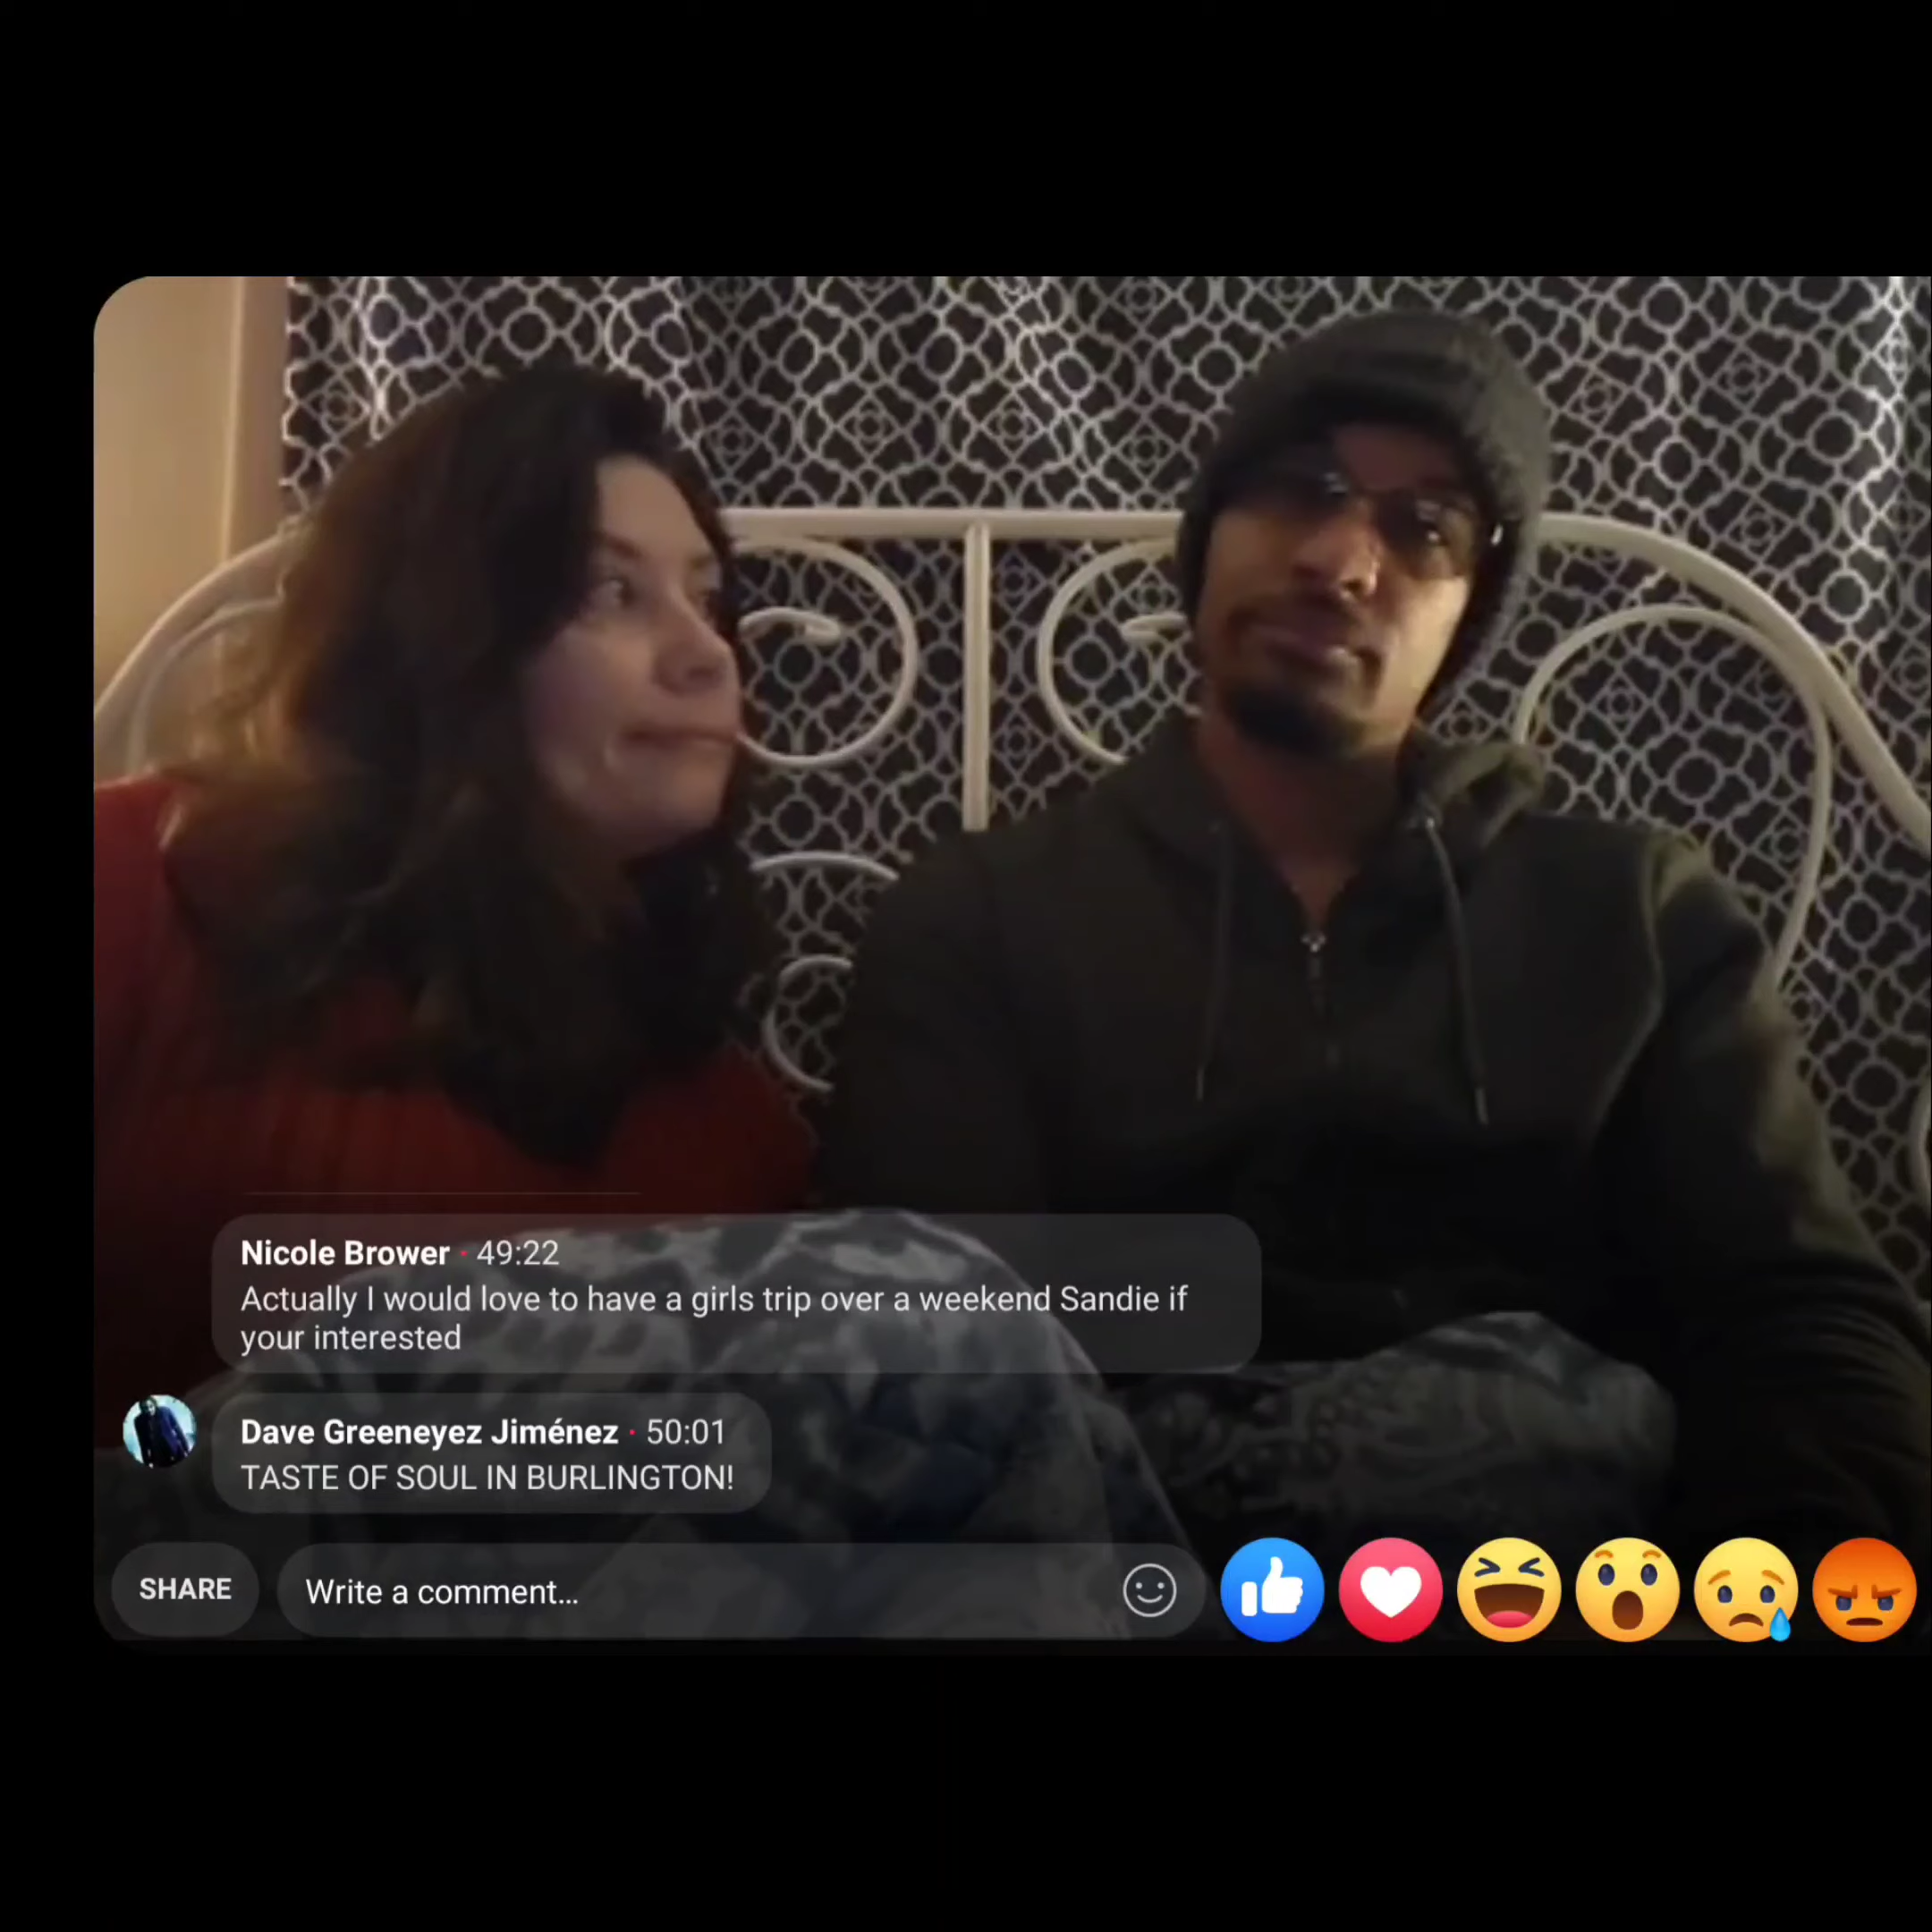 Nicole Brower · 49:22
Actually I would love to have a girls trip over a weekend Sandie if
your interested
Dave Greeneyez Jiménez · 50:01
TASTE OF SOUL IN BURLINGTON!
SHARE
Write a comment...